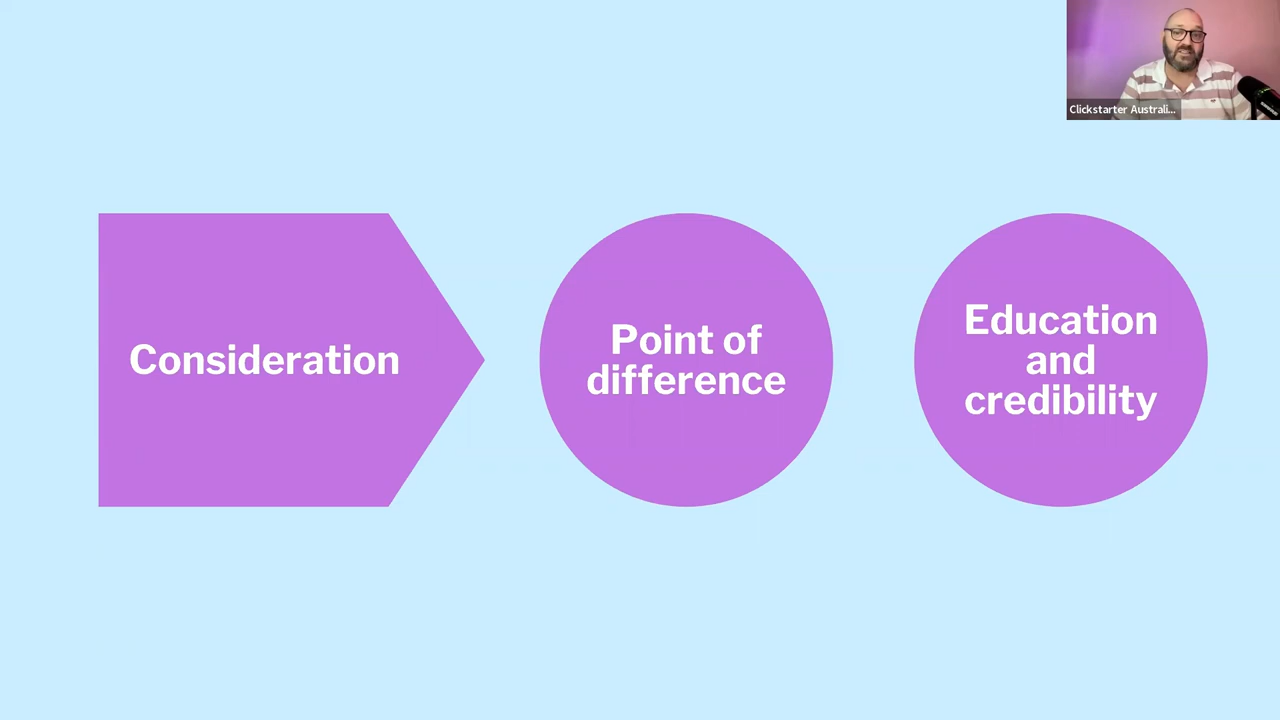 Clickstarter Australi...
Consideration
Point of
difference
Education
and
credibility